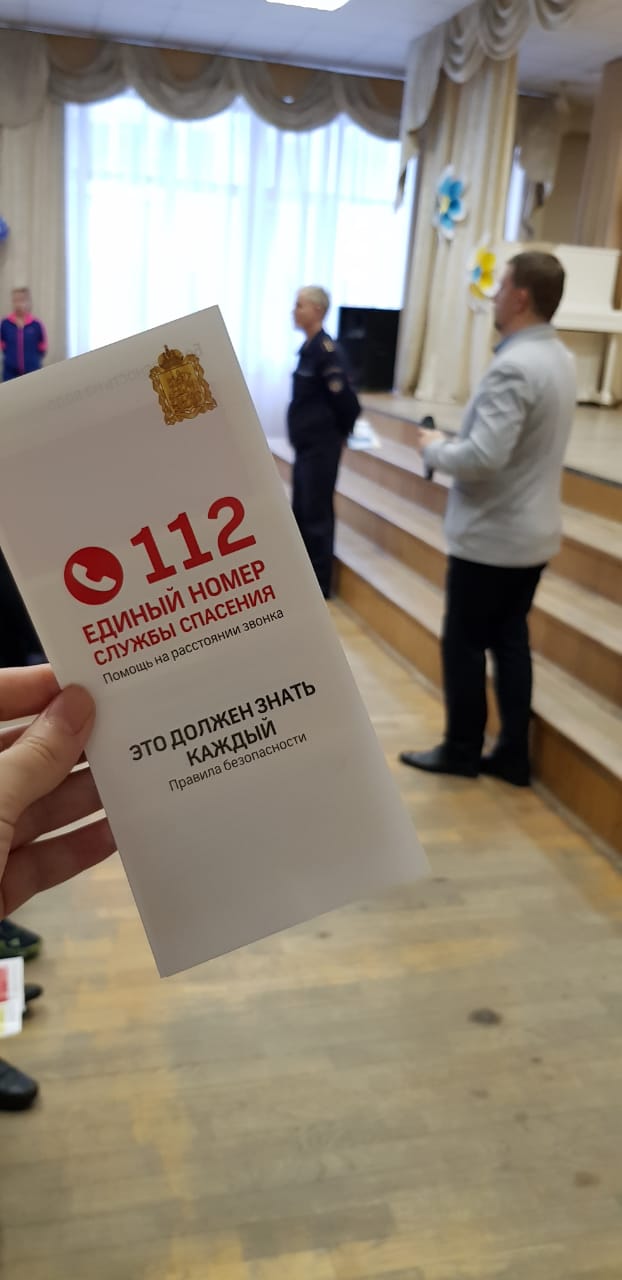 112
ЕДИНЫЙ НОМЕР
СЛУЖБЫ СПАСЕНИЯ
Помощь на расстоянии звонка
ЭТО ДОЛЖЕН ЗНАТЬ
КАЖДЫЙ
Правила безопасности